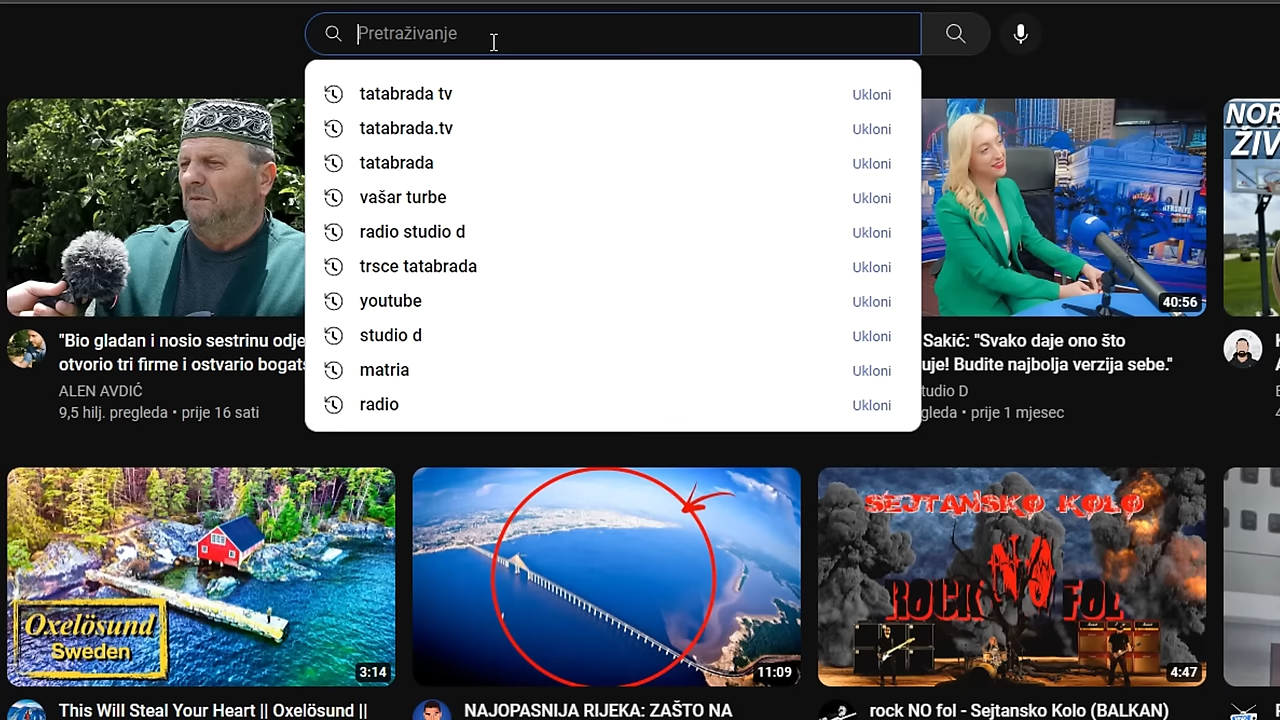 Pretraživanje
tatabrada tv
Ukloni
tatabrada.tv
Ukloni
tatabrada
Ukloni
vašar turbe
Ukloni
radio studio d
Ukloni
trsce tatabrada
Ukloni
youtube
Ukloni
studio d
Ukloni
matria
Ukloni
radio
Ukloni
"Bio gladan i nosio sestrinu odje
otvorio tri firme i ostvario bogats
ALEN AVDIĆ
9,5 hilj. pregleda • prije 16 sati
40:56
Sakić: "Svako daje ono što
uje! Budite najbolja verzija sebe."
tudio D
gleda • prije 1 mjesec
NOR
ŽIV
Oxelösund
Sweden
3:14
This Will Steal Your Heart || Oxelösund ||
11:09
NAJOPASNIJA RIJEKA: ZAŠTO NA
SEJTANSKO KOLO
ROCK NO FOL
4:47
rock NO fol - Sejtansko Kolo (BALKAN)